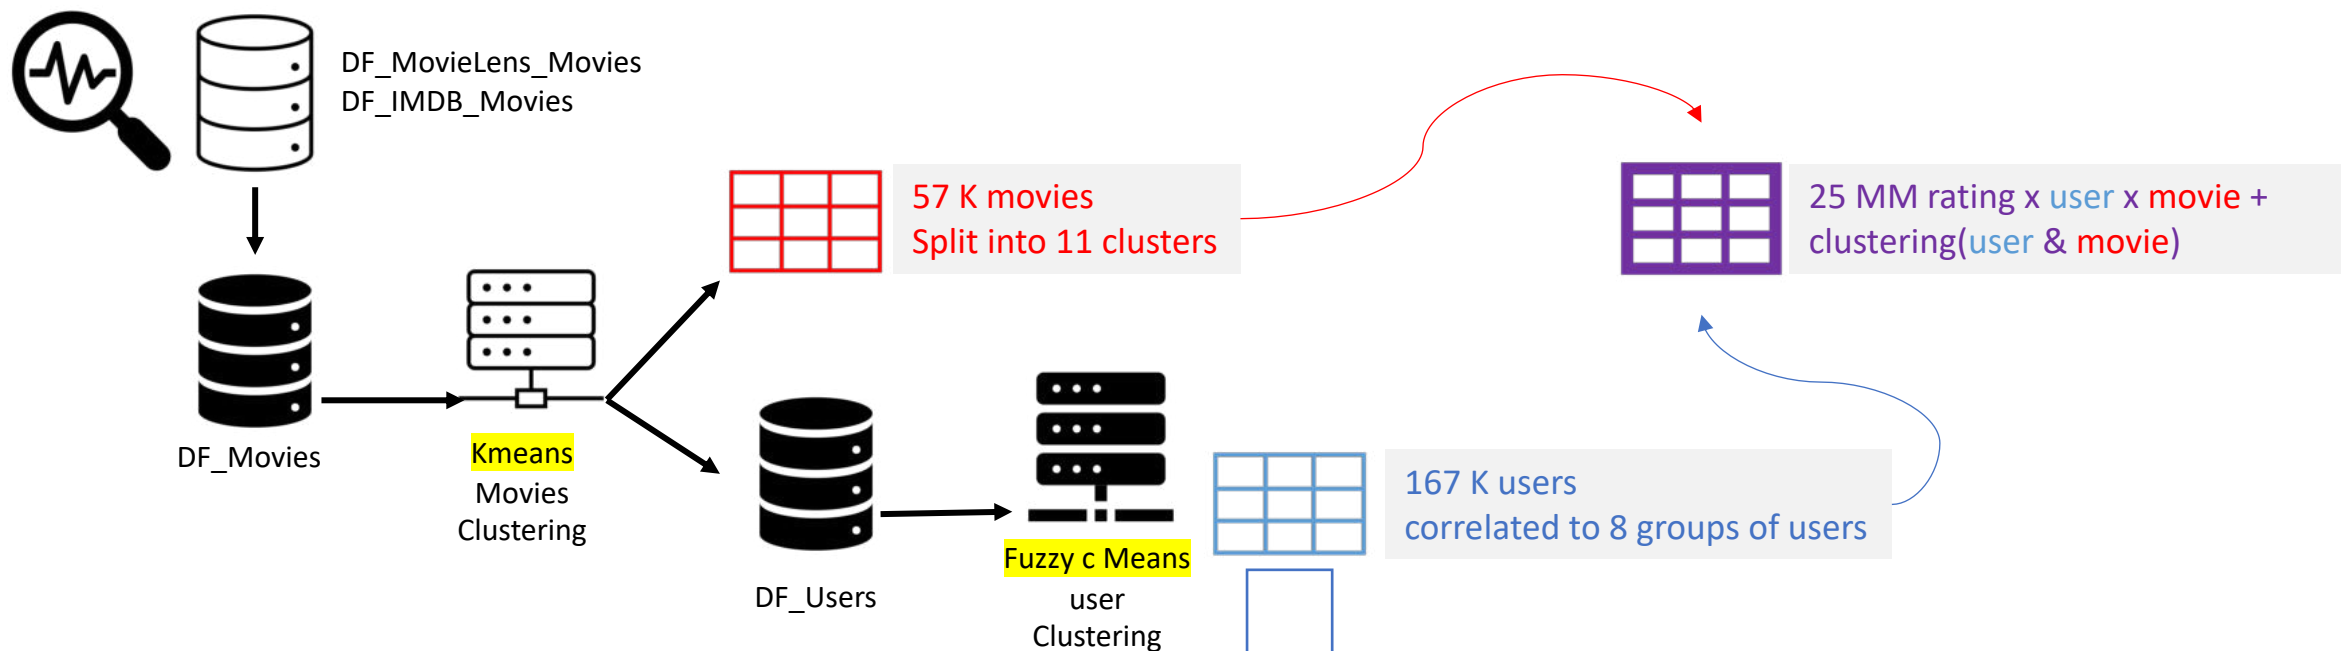 DF_MovieLens_Movies
DF_IMDB_Movies
57 K movies
Split into 11 clusters
25 MM rating x user x movie +
clustering(user & movie)
DF_Movies
Kmeans
Movies
Clustering
167 K users
correlated to 8 groups of users
DF_Users
Fuzzy c Means
user
Clustering